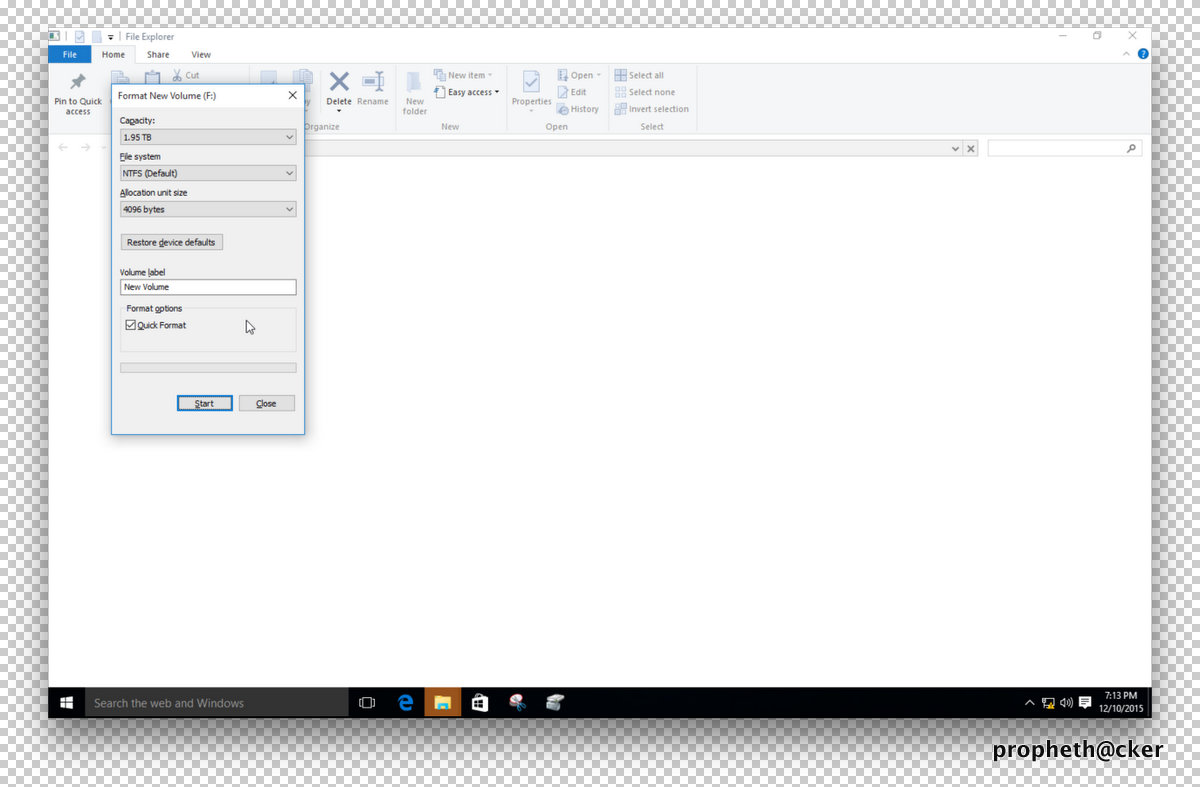 File Explorer
File
Home
Share
View
Pin to Quick
access
Cut
Delete
Rename
Organize
New
folder
New item
Easy access
New
Properties
Open
Edit
History
Open
Select all
Select none
Invert selection
Select
Format New Volume (F:)
Capacity:
1.95 TB
File system
NTFS (Default)
Allocation unit size
4096 bytes
Restore device defaults
Volume label
New Volume
Format options
Quick Format
Start
Close
Search the web and Windows
7:13 PM
12/10/2015
propheth@cker